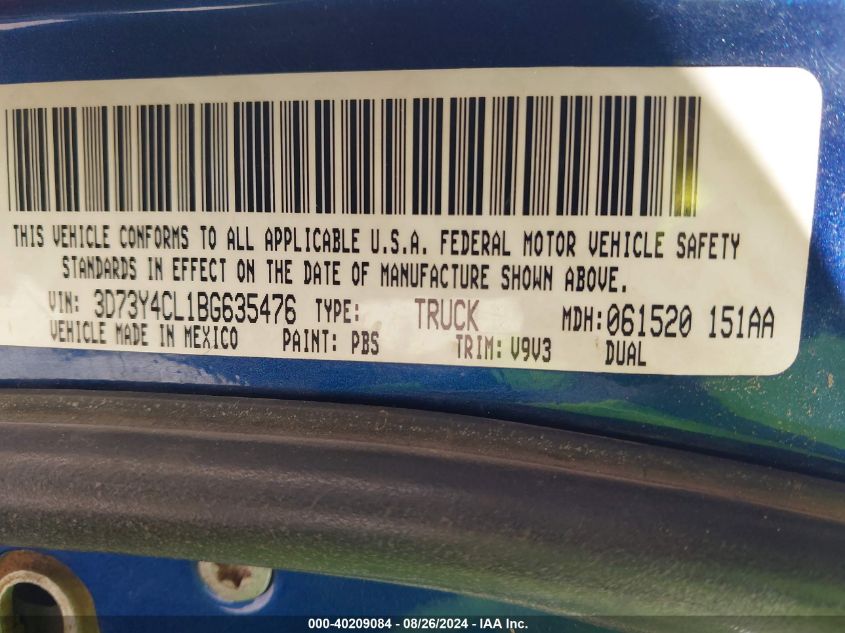 THIS VEHICLE CONFORMS TO ALL APPLICABLE U.S.A. FEDERAL MOTOR VEHICLE SAFETY
STANDARDS IN EFFECT ON THE DATE OF MANUFACTURE SHOWN ABOVE.
VIN: 3D73Y4CL1BG635476 TYPE: TRUCK MDH:061520 151AA
VEHICLE MADE IN MEXICO PAINT: PBS TRIM: V9V3 DUAL
000-40209084 - 08/26/2024 - IAA Inc.